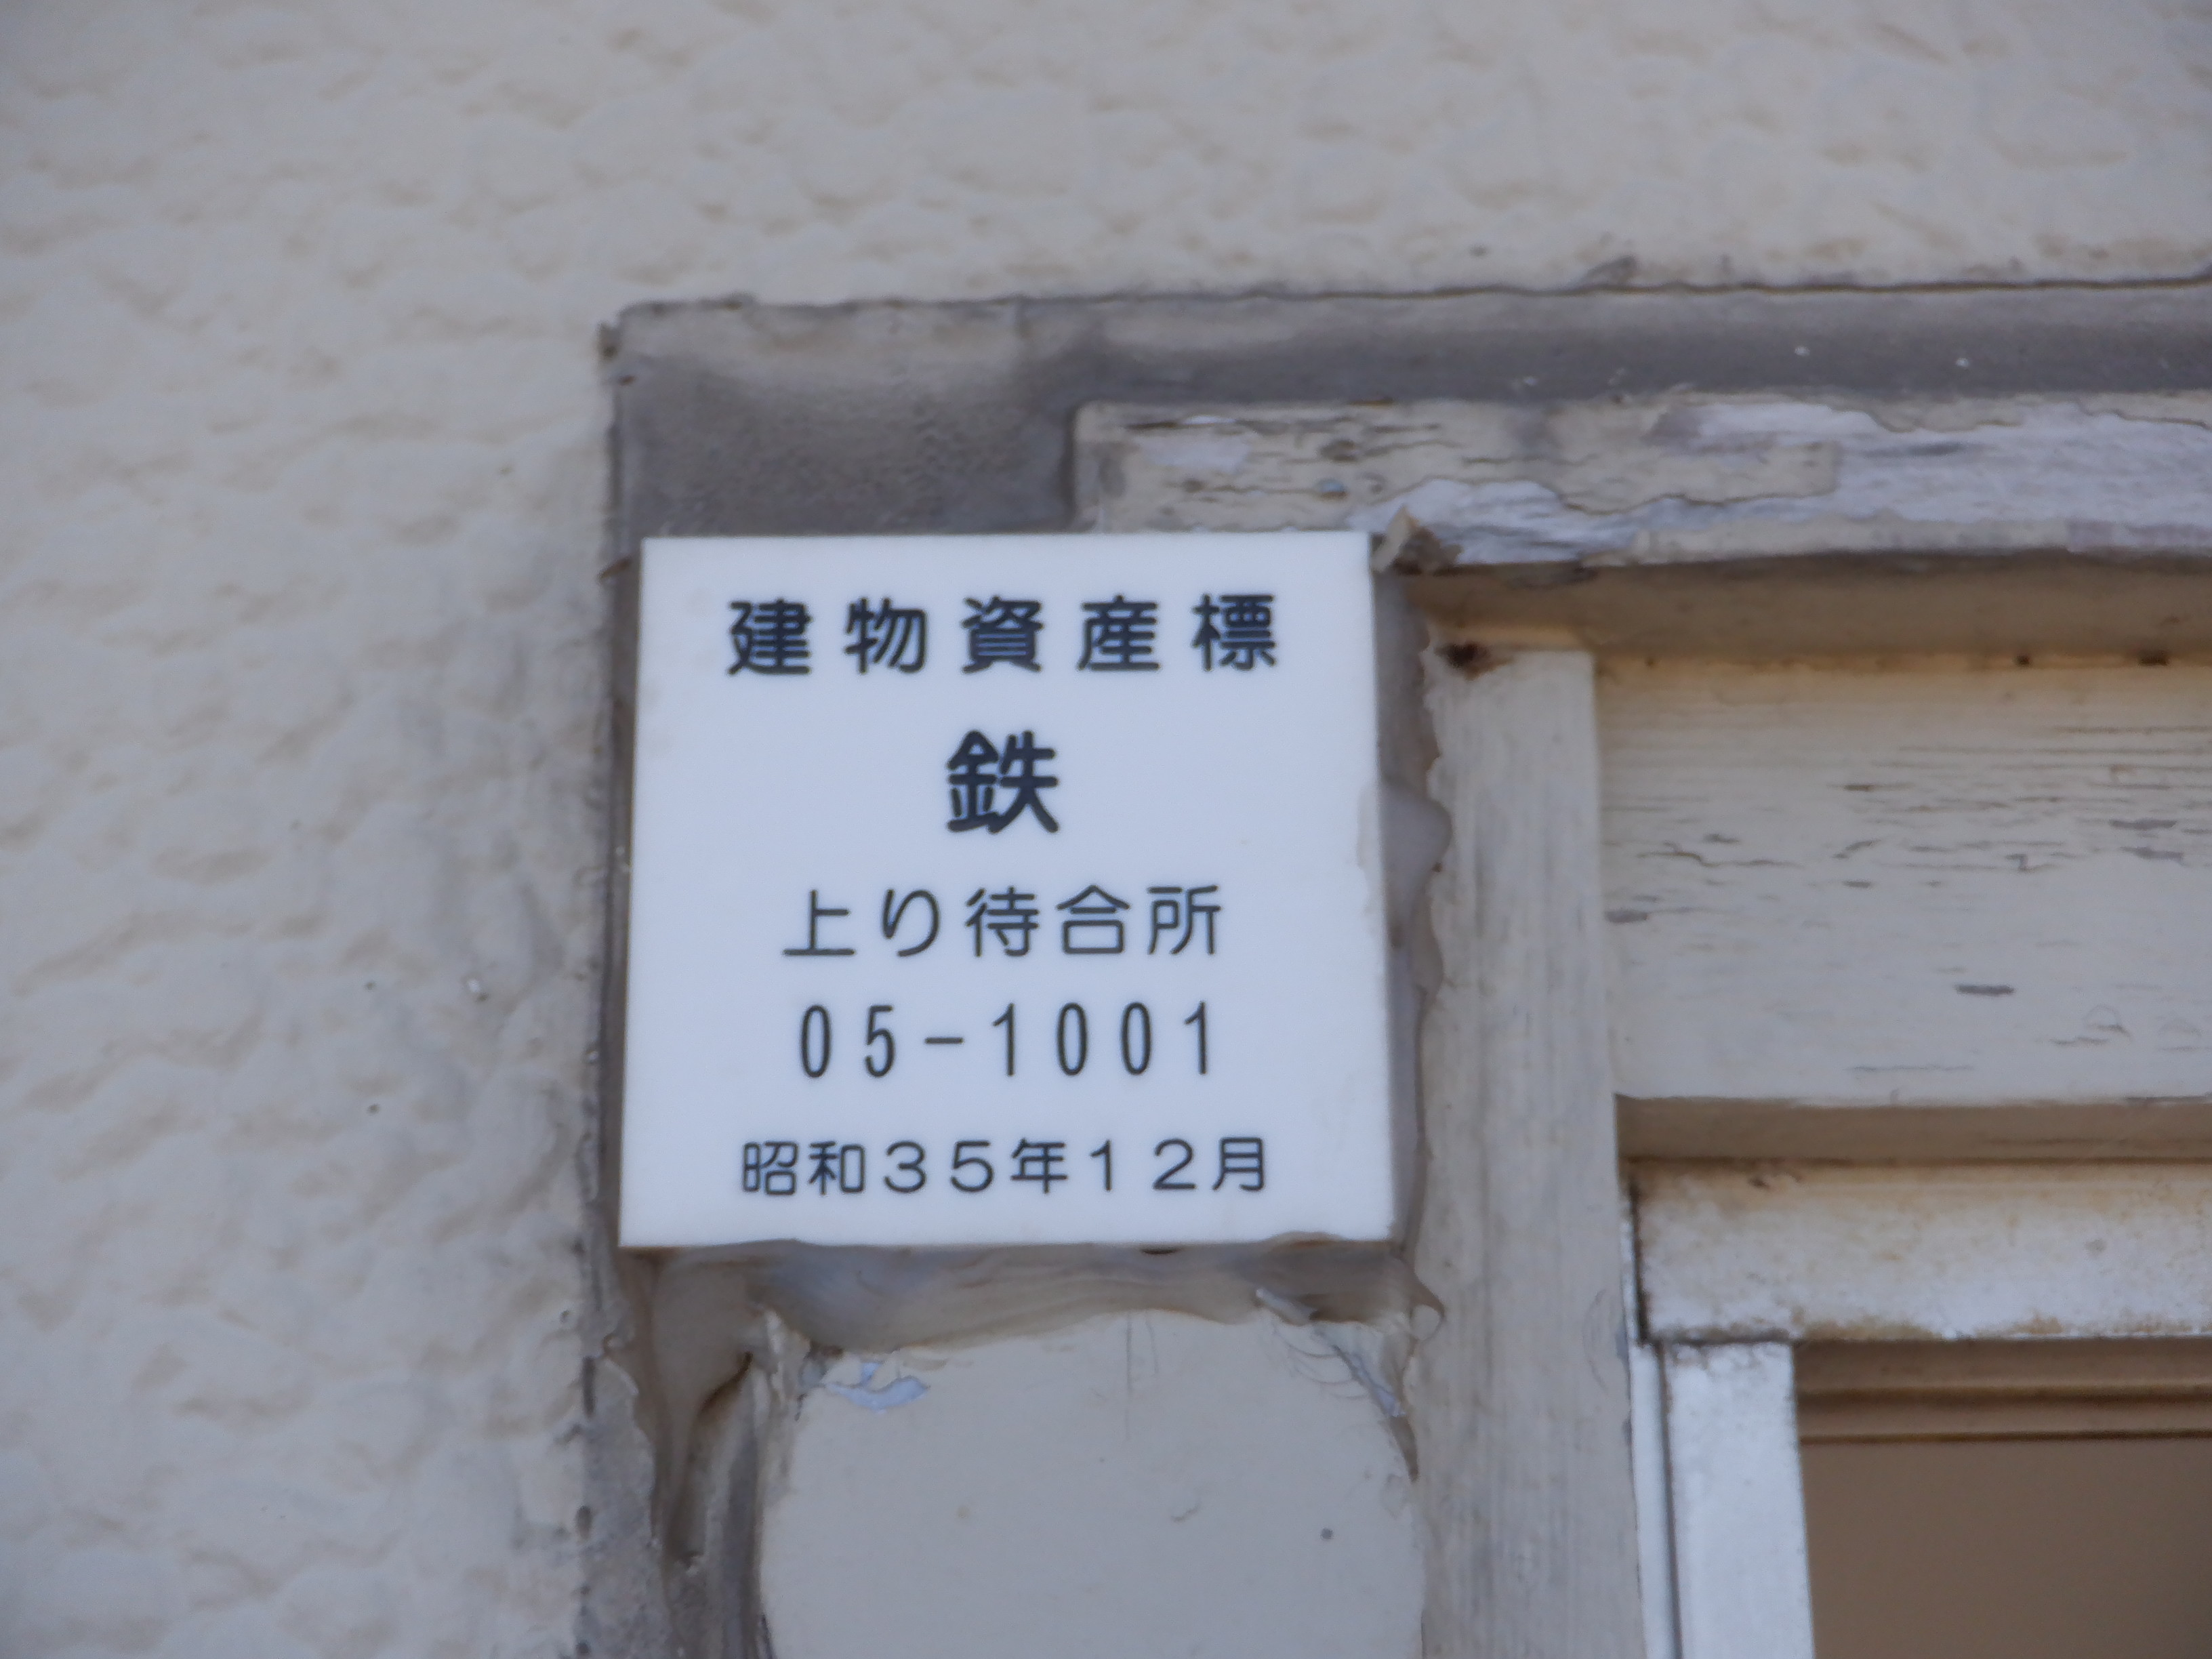 建物資産標
鉄
上り待合所
05-1001
昭和35年12月